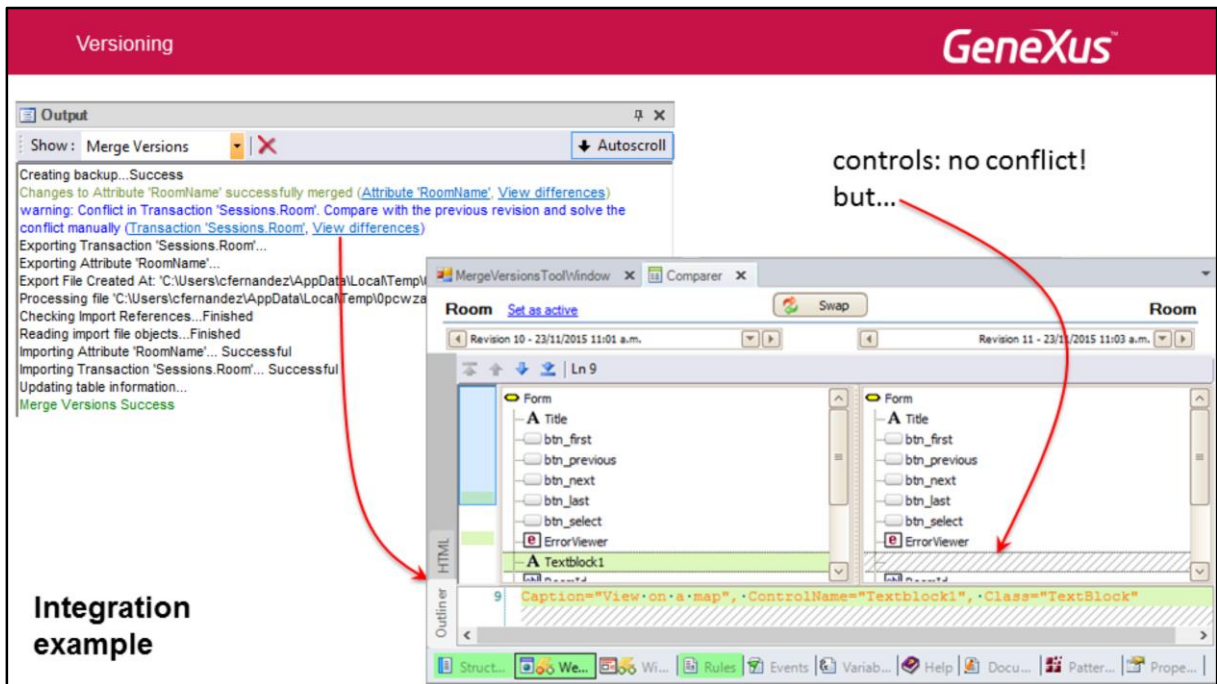 Versioning
GeneXus™
Output
Show: Merge Versions
Autoscroll
Creating backup...Success
Changes to Attribute 'RoomName' successfully merged (Attribute 'RoomName', View differences)
warning: Conflict in Transaction 'Sessions.Room'. Compare with the previous revision and solve the
conflict manually (Transaction 'Sessions.Room', View differences)
Exporting Transaction 'Sessions.Room'...
Exporting Attribute 'RoomName'...
Export File Created At: 'C:\Users\cfernandez\AppData\Local\Temp\
Processing file 'C:\Users\cfernandez\AppData\Local\Temp\0pcwza
Checking Import References...Finished
Reading import file objects...Finished
Importing Attribute 'RoomName'... Successful
Importing Transaction 'Sessions.Room'... Successful
Updating table information...
Merge Versions Success
controls: no conflict!
but...
MergeVersionsToolWindow
Comparer
Room Set as active
Swap
Room
Revision 10 - 23/11/2015 11:01 a.m.
Revision 11 - 23/11/2015 11:03 a.m.
Ln 9
Form
Title
btn_first
btn_previous
btn_next
btn_last
btn_select
ErrorViewer
Textblock1
Form
Title
btn_first
btn_previous
btn_next
btn_last
btn_select
ErrorViewer
HTML
Outliner
9 Caption="View·on·a·map",·ControlName="Textblock1",·Class="TextBlock"
Struct... We... Wi... Rules Events Variab... Help Docu... Patter... Prope...
Integration
example